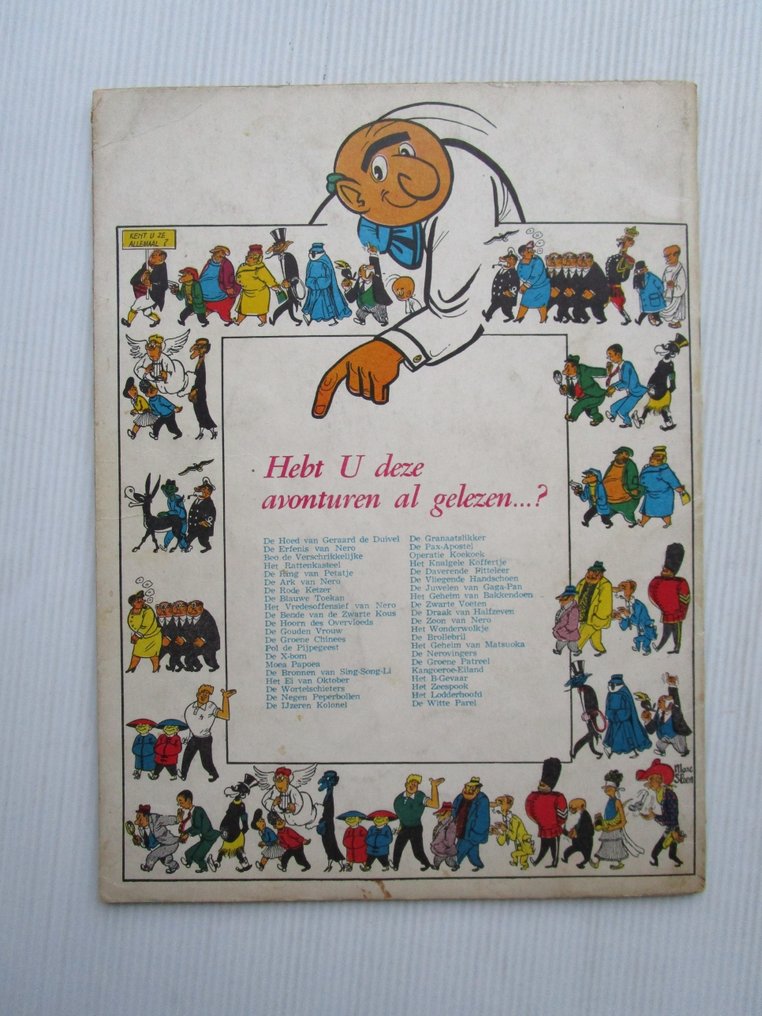 KENT U ZE
ALLEMAAL ?
Hebt U deze
avonturen al gelezen...?
De Hoed van Geraard de Duivel
De Erfenis van Nero
Beo de Verschrikkelijke
Het Rattenkasteel
De Ring van Petatje
De Ark van Nero
De Rode Keizer
De Blauwe Toekan
Het Vredesoffensief van Nero
De Bende van de Zwarte Kous
De Hoorn des Overvloeds
De Gouden Vrouw
De Groene Chinees
Pol de Pijpegeest
De X-bom
Moea Papoea
De Bronnen van Sing-Song-Li
Het Ei van Oktober
De Wortelschieters
De Negen Peperbollen
De IJzeren Kolonel
De Granaatslikker
De Pax-Apostel
Operatie Koekoek
Het Knalgele Koffertje
De Daverende Pitteleer
De Vliegende Handschoen
De Juwelen van Gaga-Pan
Het Geheim van Bakkendoen
De Zwarte Voeten
De Draak van Halfzeven
De Zoon van Nero
Het Wonderwolkje
De Brollebril
Het Geheim van Matsuoka
De Nerovingers
De Groene Patreel
Kangoeroe-Eiland
Het B-Gevaar
Het Zeespook
Het Lodderhoofd
De Witte Parel
Marc
Sleen